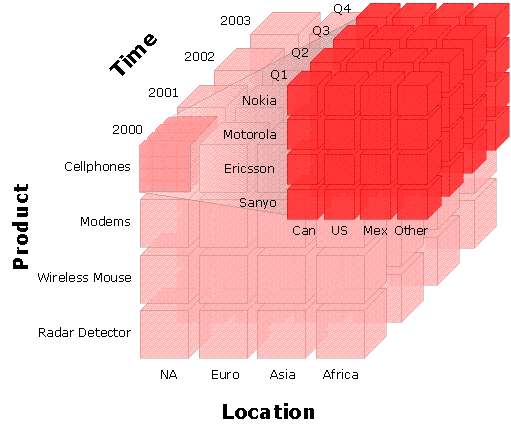 2003
Q4
Time
Q3
2002
Q2
Q1
2001
Nokia
2000
Motorola
Cellphones
Ericsson
Sanyo
Modems
Can US Mex Other
Product
Wireless Mouse
Radar Detector
NA Euro Asia Africa
Location